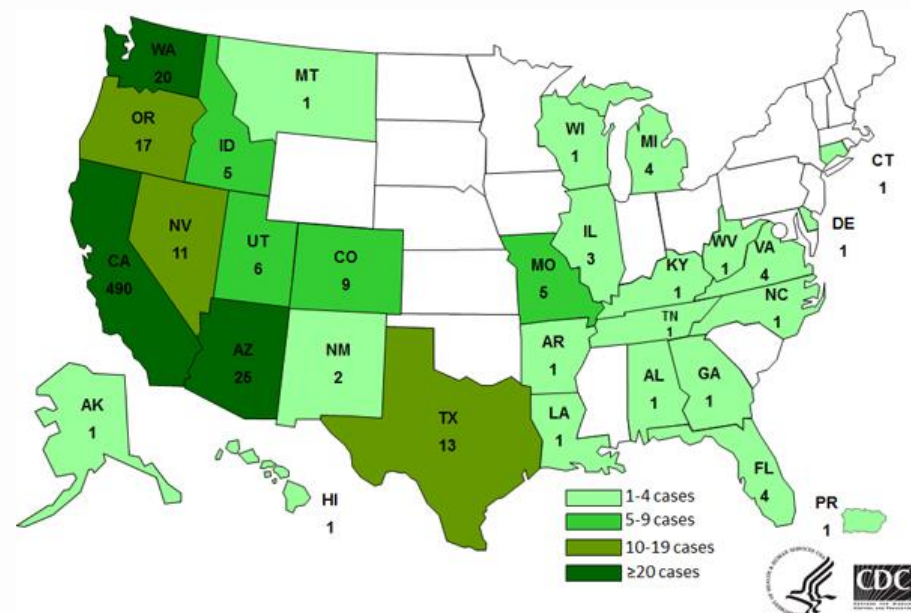 WA
20
MT
1
OR
17
ID
5
WI
1
MI
4
CT
1
NV
11
UT
6
CO
9
IL
3
WV
1
VA
4
DE
1
CA
490
MO
5
KY
1
NC
1
TN
1
AZ
25
NM
2
AR
1
AL
1
GA
1
AK
1
TX
13
LA
1
FL
4
HI
1
PR
1
1-4 cases
5-9 cases
10-19 cases
≥20 cases
CDC